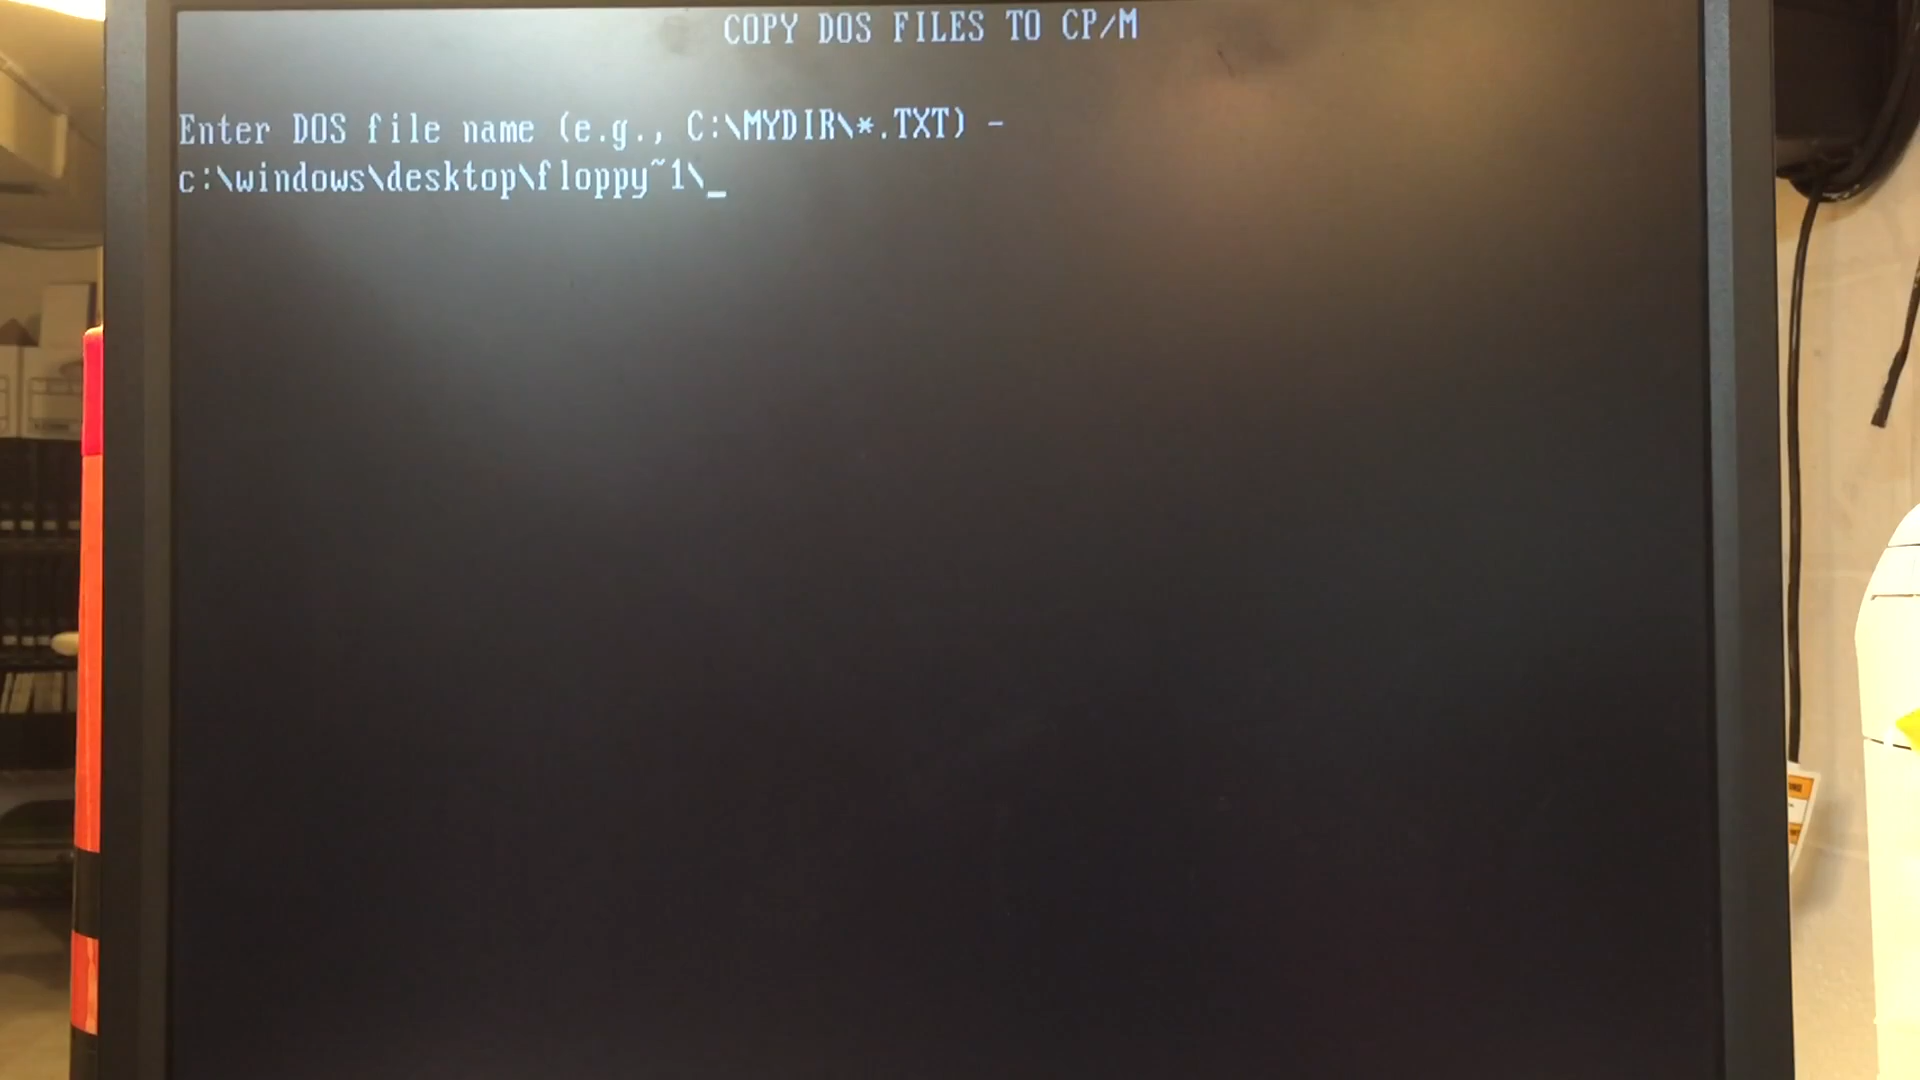 COPY DOS FILES TO CP/M
Enter DOS file name (e.g., C:\MYDIR\*.TXT) -
c:\windows\desktop\floppy~1\_